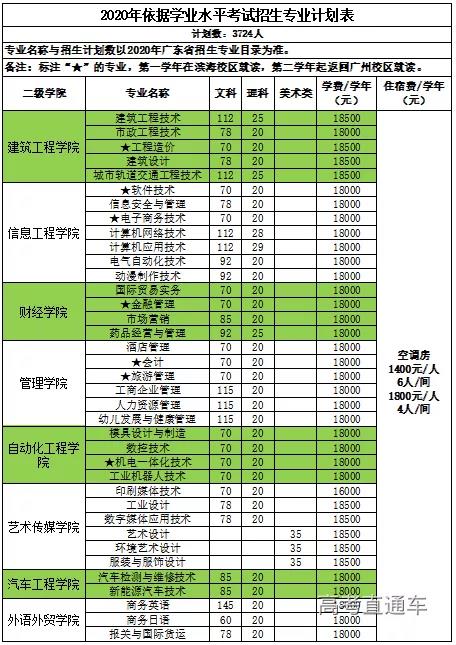 2020年依据学业水平考试招生专业计划表
计划数：3724人
专业名称与招生计划数以2020年广东省招生专业目录为准。
备注：标注“★”的专业，第一学年在滨海校区就读，第二学年起返回广州校区就读。
二级学院 专业名称 文科 理科 美术类 学费/学年（元） 住宿费/学年（元）
建筑工程学院
建筑工程技术 112 25 18500
市政工程技术 78 20 18500
★工程造价 70 20 18500
建筑设计 78 20 18500
城市轨道交通工程技术 112 25 18500
信息工程学院
★软件技术 70 20 18000
信息安全与管理 78 20 18000
★电子商务技术 70 20 18000
计算机网络技术 112 28 18000
计算机应用技术 112 29 18000
电气自动化技术 92 20 18000
动漫制作技术 92 20 18000
财经学院
国际贸易实务 70 20 18000
★金融管理 70 20 18000
市场营销 85 20 18000
药品经营与管理 92 25 18000
管理学院
酒店管理 70 20 18000
★会计 70 20 18000
★旅游管理 70 20 18000
工商企业管理 115 20 18000
人力资源管理 115 20 18000
幼儿发展与健康管理 115 20 18000
空调房
1400元/人
6人/间
1800元/人
4人/间
自动化工程学院
模具设计与制造 70 20 18000
数控技术 70 20 18000
★机电一体化技术 70 20 18000
工业机器人技术 70 20 18000
艺术传媒学院
印刷媒体技术 70 20 16000
工业设计 78 20 18500
数字媒体应用技术 78 20 18500
艺术设计 35 18500
环境艺术设计 35 18500
服装与服饰设计 35 18500
汽车工程学院
汽车检测与维修技术 85 20 18000
新能源汽车技术 85 20 18000
外语外贸学院
商务英语 145 20
商务日语 60 20 18000
报关与国际货运 78 20 18000
高考直通车